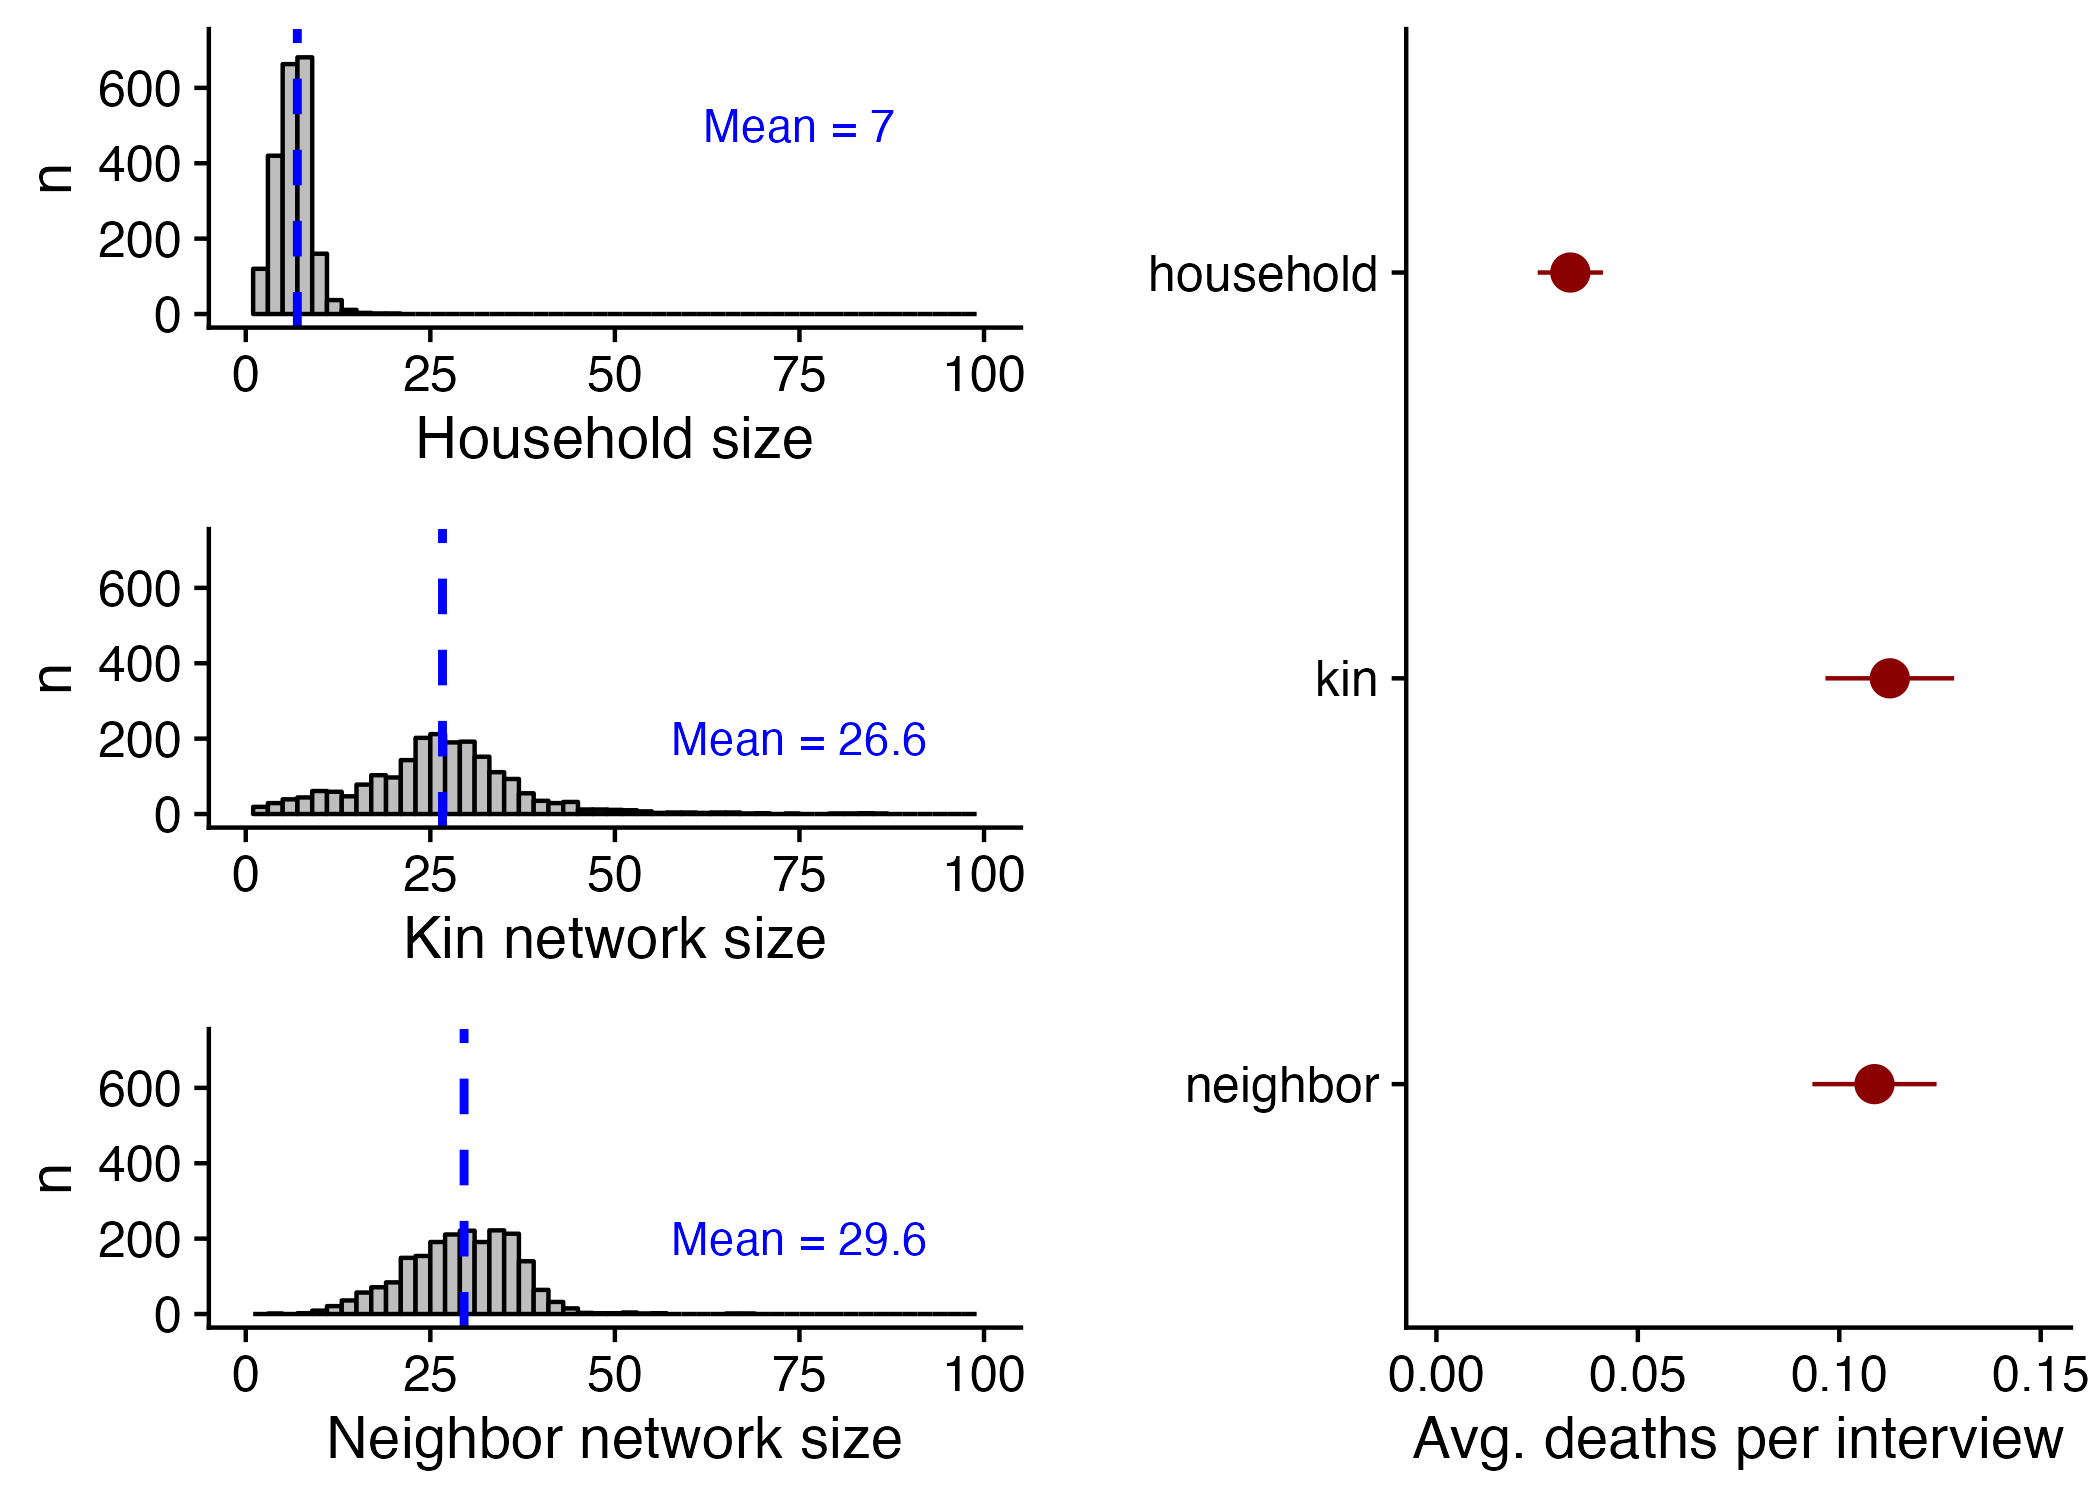 n
600
400
200
0
Mean = 7
0 25 50 75 100
Household size
n
600
400
200
0
Mean = 26.6
0 25 50 75 100
Kin network size
n
600
400
200
0
Mean = 29.6
0 25 50 75 100
Neighbor network size
household
kin
neighbor
0.00 0.05 0.10 0.15
Avg. deaths per interview